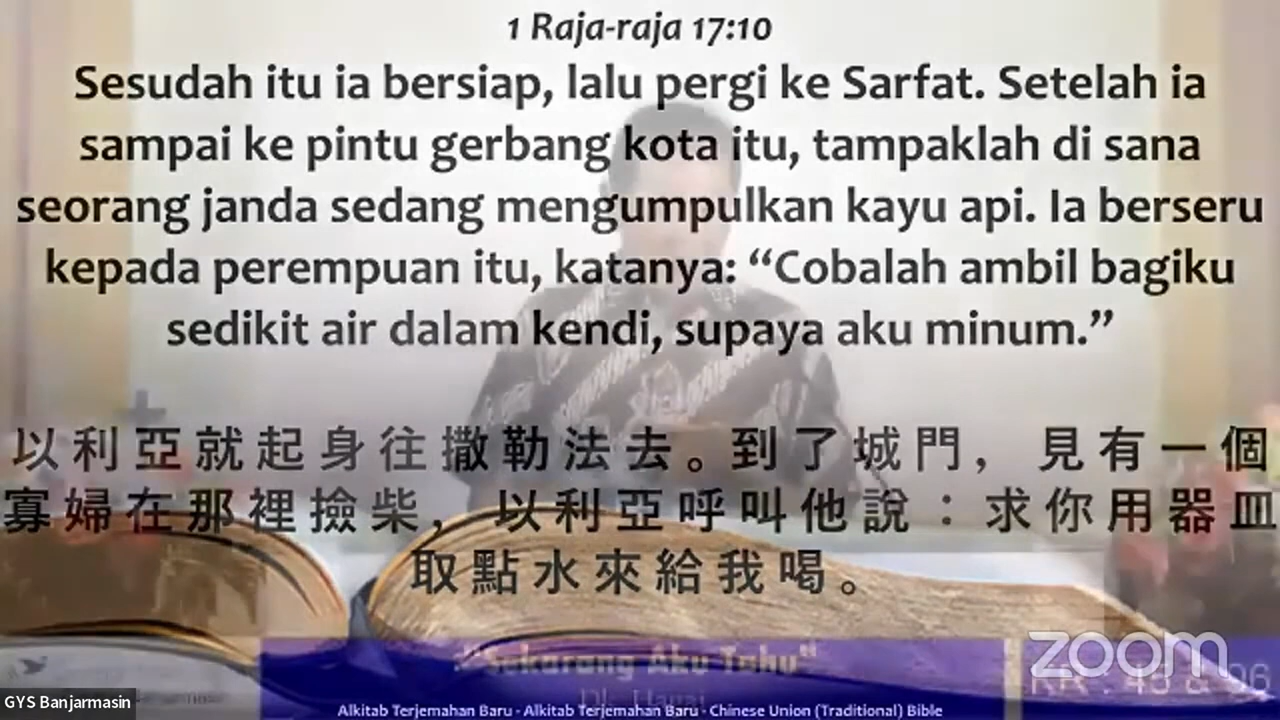 1 Raja-raja 17:10
Sesudah itu ia bersiap, lalu pergi ke Sarfat. Setelah ia
sampai ke pintu gerbang kota itu, tampaklah di sana
seorang janda sedang mengumpulkan kayu api. Ia berseru
kepada perempuan itu, katanya: “Cobalah ambil bagiku
sedikit air dalam kendi, supaya aku minum.”
以利亞就起身往撒勒法去。到了城門，見有一個
寡婦在那裡撿柴，以利亞呼叫他說：求你用器皿
取點水來給我喝。
"Sekarang Aku Tahu"
zoom
KR : 43 & 96
GYS Banjarmasin
Alkitab Terjemahan Baru - Alkitab Terjemahan Baru - Chinese Union (Traditional) Bible